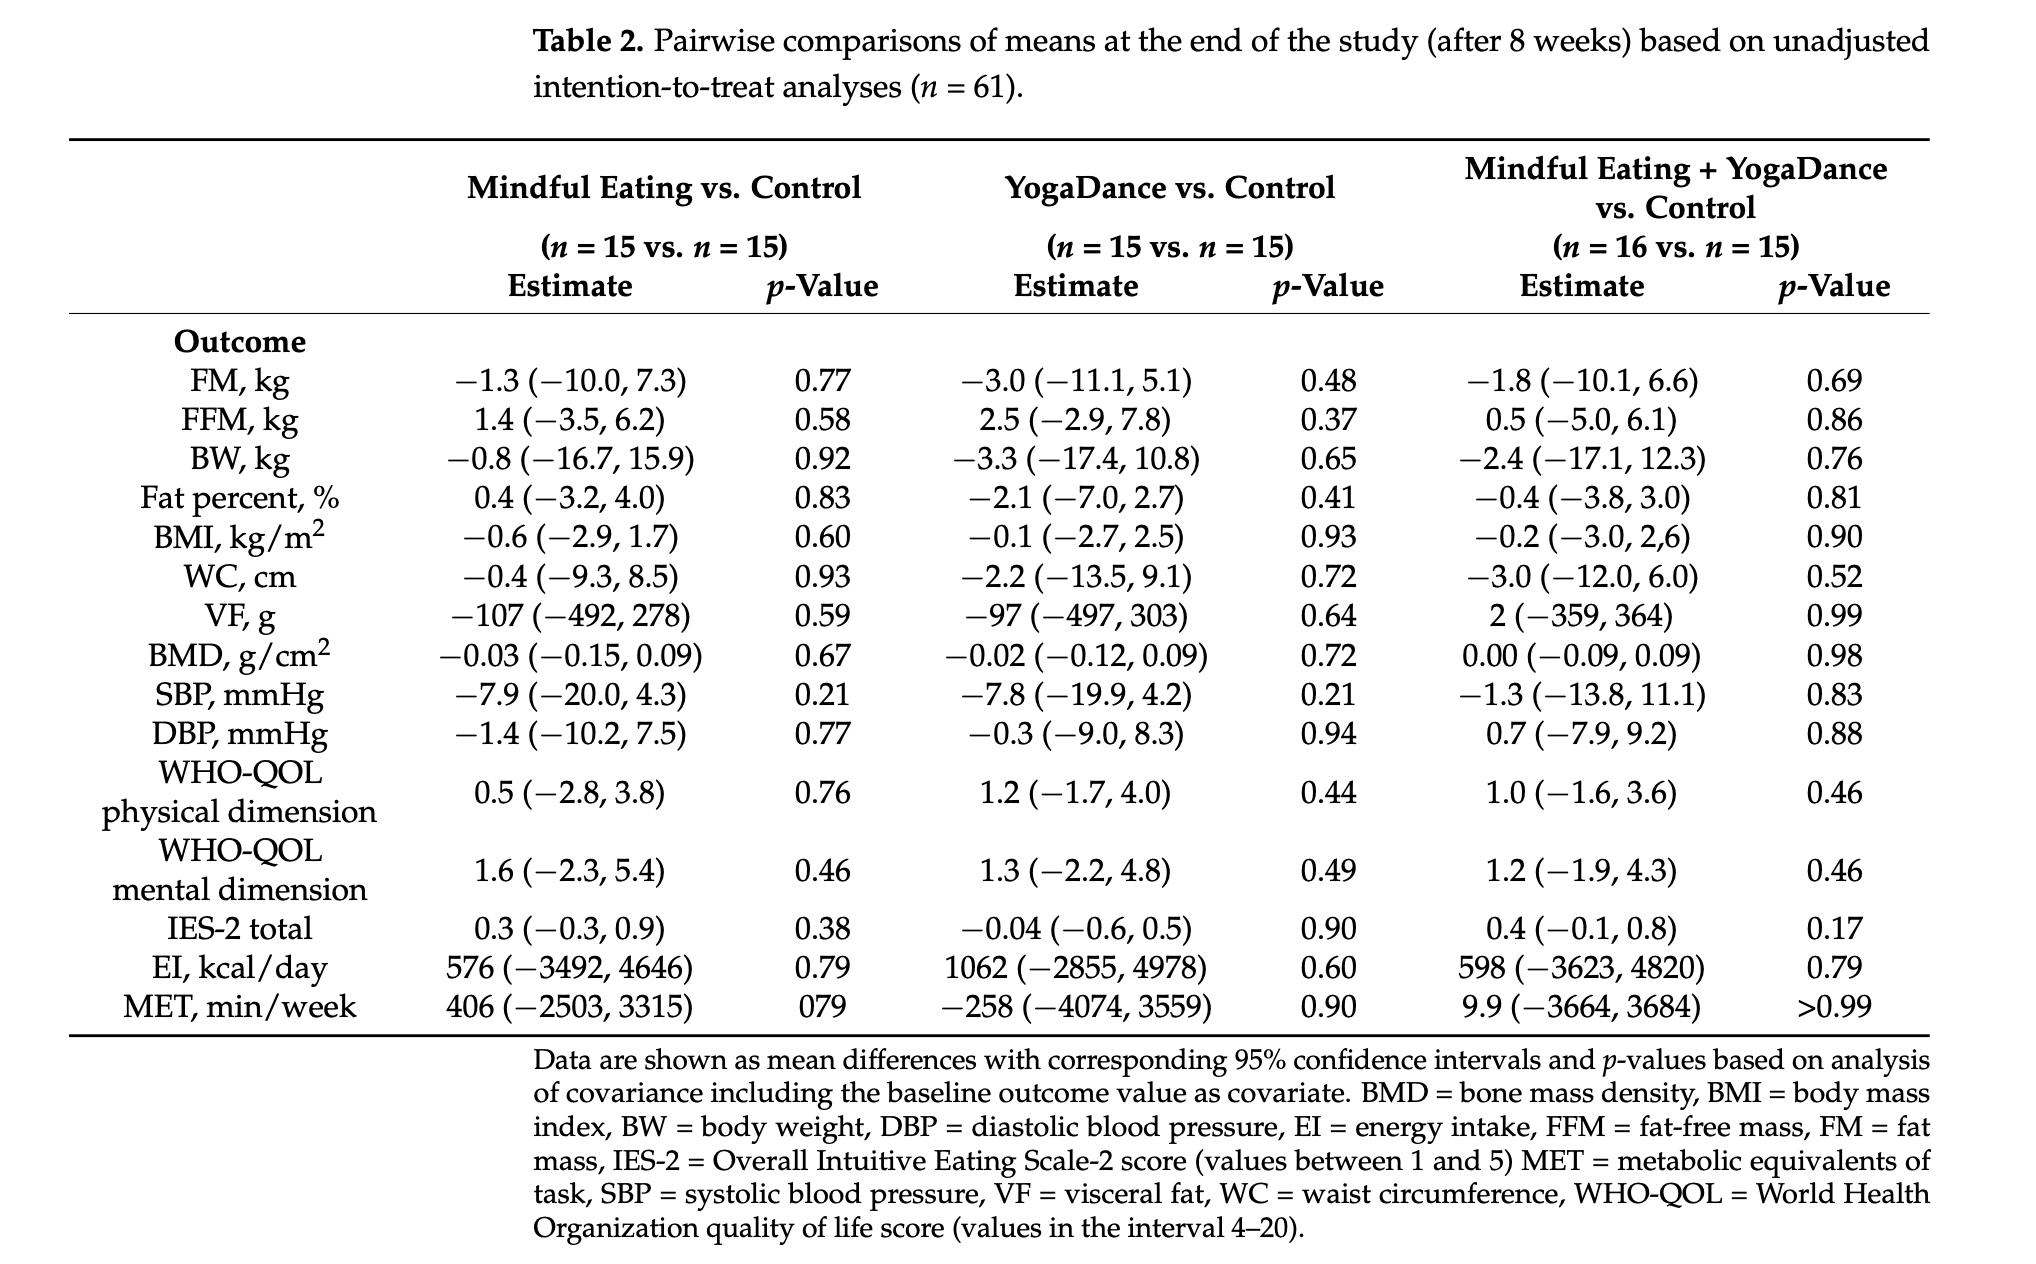 Table 2. Pairwise comparisons of means at the end of the study (after 8 weeks) based on unadjusted
intention-to-treat analyses (n = 61).
Mindful Eating vs. Control YogaDance vs. Control Mindful Eating + YogaDance
vs. Control
(n = 15 vs. n = 15) (n = 15 vs. n = 15) (n = 16 vs. n = 15)
Estimate p-Value Estimate p-Value Estimate p-Value
Outcome
FM, kg −1.3 (−10.0, 7.3) 0.77 −3.0 (−11.1, 5.1) 0.48 −1.8 (−10.1, 6.6) 0.69
FFM, kg 1.4 (−3.5, 6.2) 0.58 2.5 (−2.9, 7.8) 0.37 0.5 (−5.0, 6.1) 0.86
BW, kg −0.8 (−16.7, 15.9) 0.92 −3.3 (−17.4, 10.8) 0.65 −2.4 (−17.1, 12.3) 0.76
Fat percent, % 0.4 (−3.2, 4.0) 0.83 −2.1 (−7.0, 2.7) 0.41 −0.4 (−3.8, 3.0) 0.81
BMI, kg/m² −0.6 (−2.9, 1.7) 0.60 −0.1 (−2.7, 2.5) 0.93 −0.2 (−3.0, 2,6) 0.90
WC, cm −0.4 (−9.3, 8.5) 0.93 −2.2 (−13.5, 9.1) 0.72 −3.0 (−12.0, 6.0) 0.52
VF, g −107 (−492, 278) 0.59 −97 (−497, 303) 0.64 2 (−359, 364) 0.99
BMD, g/cm² −0.03 (−0.15, 0.09) 0.67 −0.02 (−0.12, 0.09) 0.72 0.00 (−0.09, 0.09) 0.98
SBP, mmHg −7.9 (−20.0, 4.3) 0.21 −7.8 (−19.9, 4.2) 0.21 −1.3 (−13.8, 11.1) 0.83
DBP, mmHg −1.4 (−10.2, 7.5) 0.77 −0.3 (−9.0, 8.3) 0.94 0.7 (−7.9, 9.2) 0.88
WHO-QOL
physical dimension 0.5 (−2.8, 3.8) 0.76 1.2 (−1.7, 4.0) 0.44 1.0 (−1.6, 3.6) 0.46
WHO-QOL
mental dimension 1.6 (−2.3, 5.4) 0.46 1.3 (−2.2, 4.8) 0.49 1.2 (−1.9, 4.3) 0.46
IES-2 total 0.3 (−0.3, 0.9) 0.38 −0.04 (−0.6, 0.5) 0.90 0.4 (−0.1, 0.8) 0.17
EI, kcal/day 576 (−3492, 4646) 0.79 1062 (−2855, 4978) 0.60 598 (−3623, 4820) 0.79
MET, min/week 406 (−2503, 3315) 079 −258 (−4074, 3559) 0.90 9.9 (−3664, 3684) >0.99
Data are shown as mean differences with corresponding 95% confidence intervals and p-values based on analysis
of covariance including the baseline outcome value as covariate. BMD = bone mass density, BMI = body mass
index, BW = body weight, DBP = diastolic blood pressure, EI = energy intake, FFM = fat-free mass, FM = fat
mass, IES-2 = Overall Intuitive Eating Scale-2 score (values between 1 and 5) MET = metabolic equivalents of
task, SBP = systolic blood pressure, VF = visceral fat, WC = waist circumference, WHO-QOL = World Health
Organization quality of life score (values in the interval 4–20).